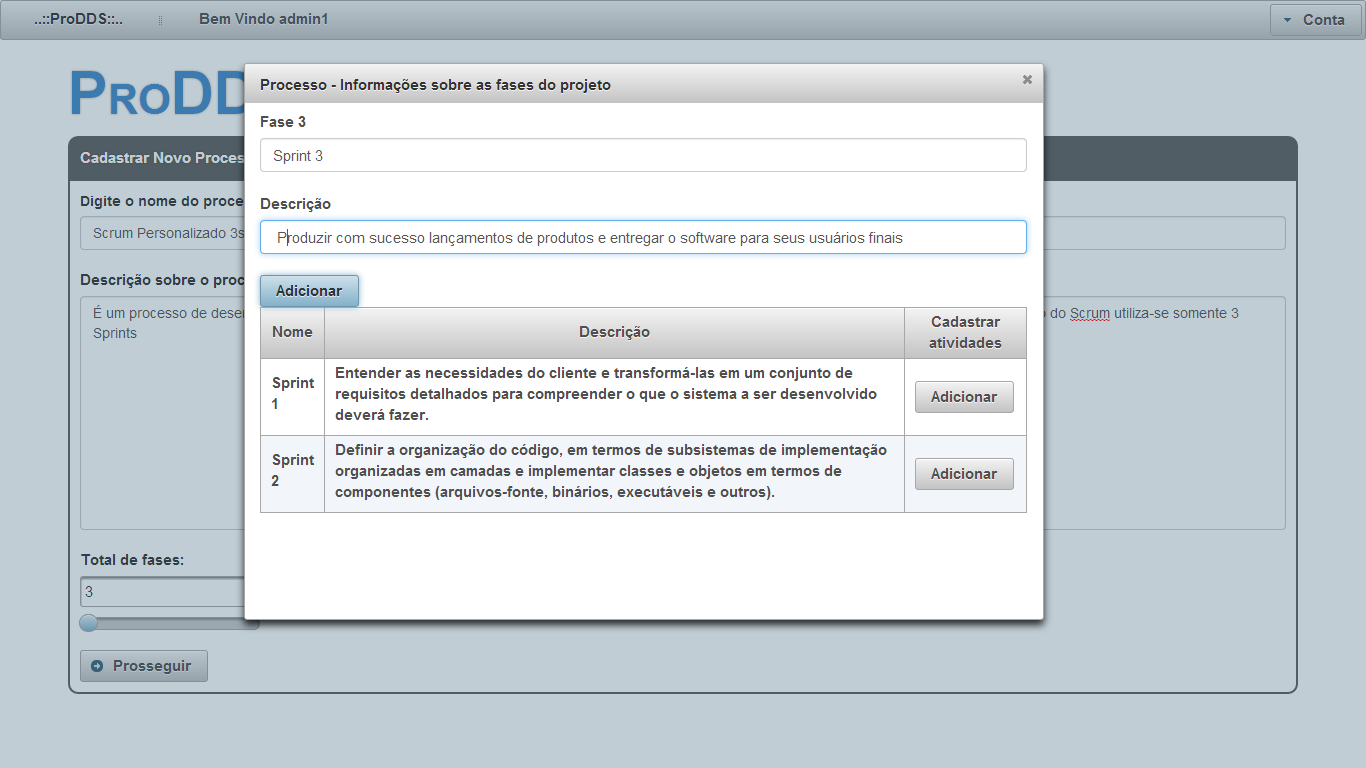 ..::ProDDS::..
Bem Vindo admin1
Conta
ProDD
Processo - Informações sobre as fases do projeto
Fase 3
Sprint 3
Descrição
Produzir com sucesso lançamentos de produtos e entregar o software para seus usuários finais
Adicionar
Nome
Descrição
Cadastrar
atividades
Sprint
1
Entender as necessidades do cliente e transformá-las em um conjunto de
requisitos detalhados para compreender o que o sistema a ser desenvolvido
deverá fazer.
Adicionar
Sprint
2
Definir a organização do código, em termos de subsistemas de implementação
organizadas em camadas e implementar classes e objetos em termos de
componentes (arquivos-fonte, binários, executáveis e outros).
Adicionar
Cadastrar Novo Proces
Digite o nome do proce
Scrum Personalizado 3s
Descrição sobre o proc
É um processo de dese
do Scrum utiliza-se somente 3
Sprints
Total de fases:
3
Prosseguir